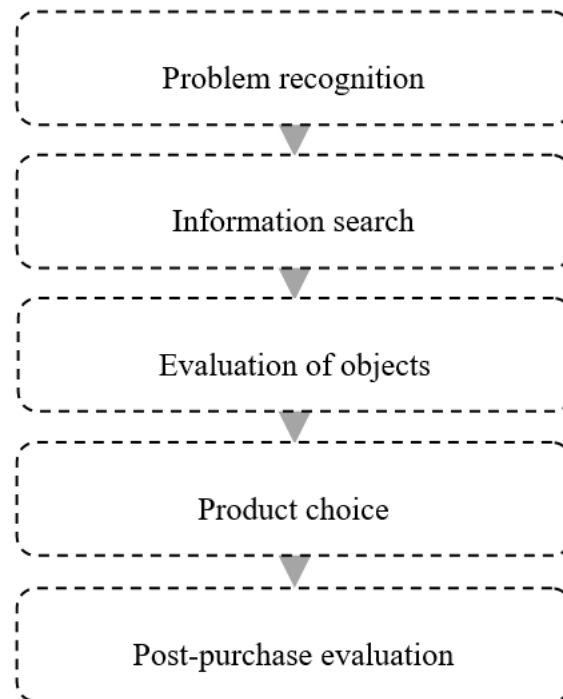 Problem recognition
Information search
Evaluation of objects
Product choice
Post-purchase evaluation